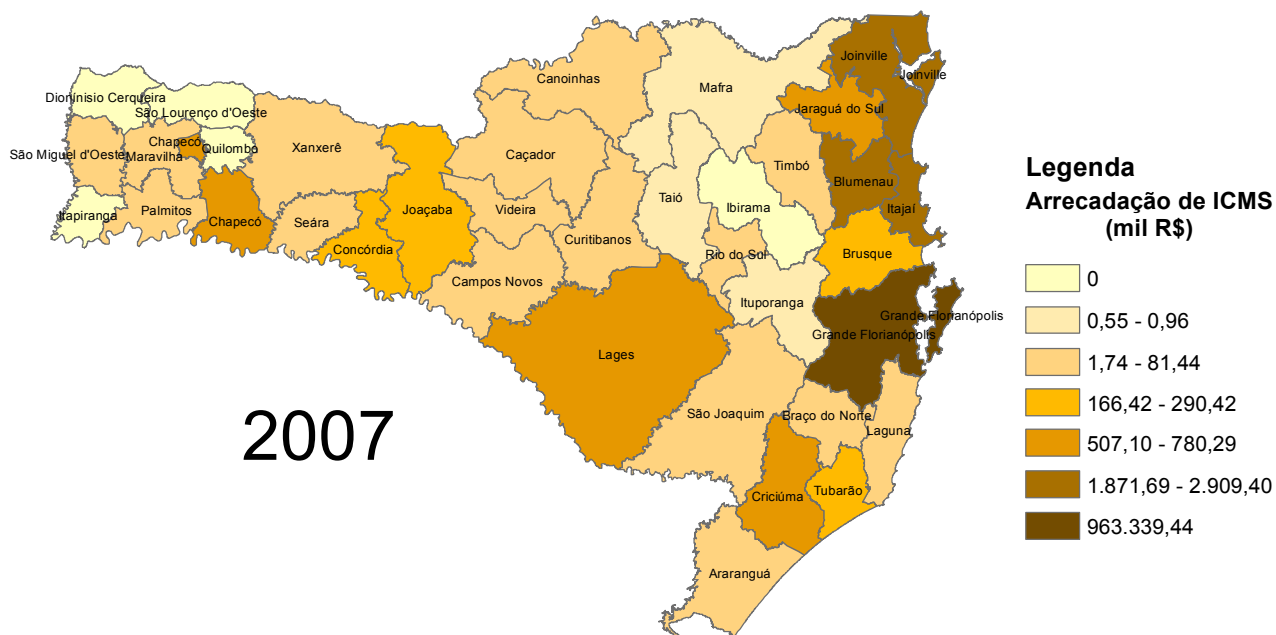 Joinville
Joinville
Canoinhas
Mafra
Dionísio Cerqueira
São Lourenço d'Oeste
Jaraguá do Sul
Chapecó
Quilombo
São Miguel d'Oeste
Maravilha
Xanxerê
Caçador
Timbó
Blumenau
Taió
Ibirama
Itapiranga
Palmitos
Chapecó
Seára
Joaçaba
Videira
Itajaí
Concórdia
Curitibanos
Rio do Sul
Brusque
Campos Novos
Ituporanga
Grande Florianópolis
Grande Florianópolis
Lages
São Joaquim
Braço do Norte
Laguna
Criciúma
Tubarão
Araranguá
2007
Legenda
Arrecadação de ICMS
(mil R$)
0
0,55 - 0,96
1,74 - 81,44
166,42 - 290,42
507,10 - 780,29
1.871,69 - 2.909,40
963.339,44